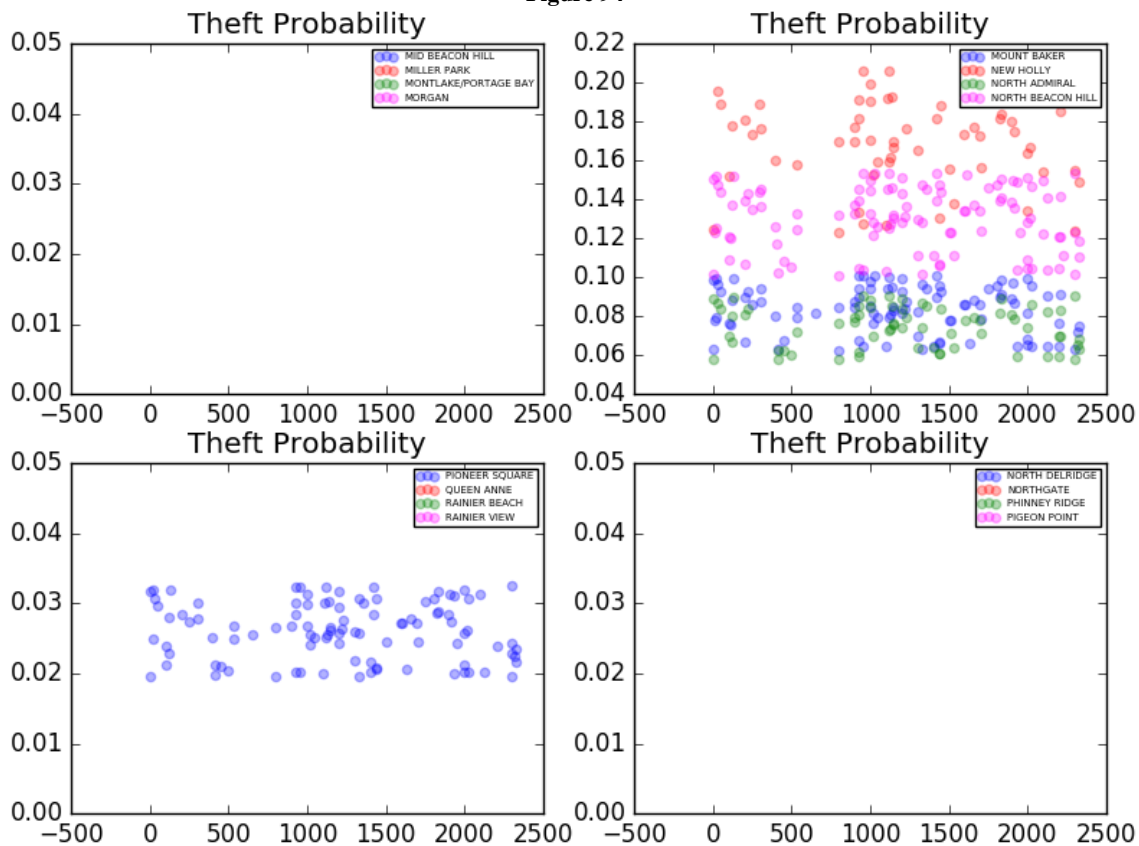 Figure
Theft Probability
0.05
0.04
0.03
0.02
0.01
0.00
−500 0 500 1000 1500 2000 2500
MID BEACON HILL
MILLER PARK
MONTLAKE/PORTAGE BAY
MORGAN
Theft Probability
0.22
0.20
0.18
0.16
0.14
0.12
0.10
0.08
0.06
0.04
−500 0 500 1000 1500 2000 2500
MOUNT BAKER
NEW HOLLY
NORTH ADMIRAL
NORTH BEACON HILL
Theft Probability
0.05
0.04
0.03
0.02
0.01
0.00
−500 0 500 1000 1500 2000 2500
PIONEER SQUARE
QUEEN ANNE
RAINIER BEACH
RAINIER VIEW
Theft Probability
0.05
0.04
0.03
0.02
0.01
0.00
−500 0 500 1000 1500 2000 2500
NORTH DELRIDGE
NORTHGATE
PHINNEY RIDGE
PIGEON POINT